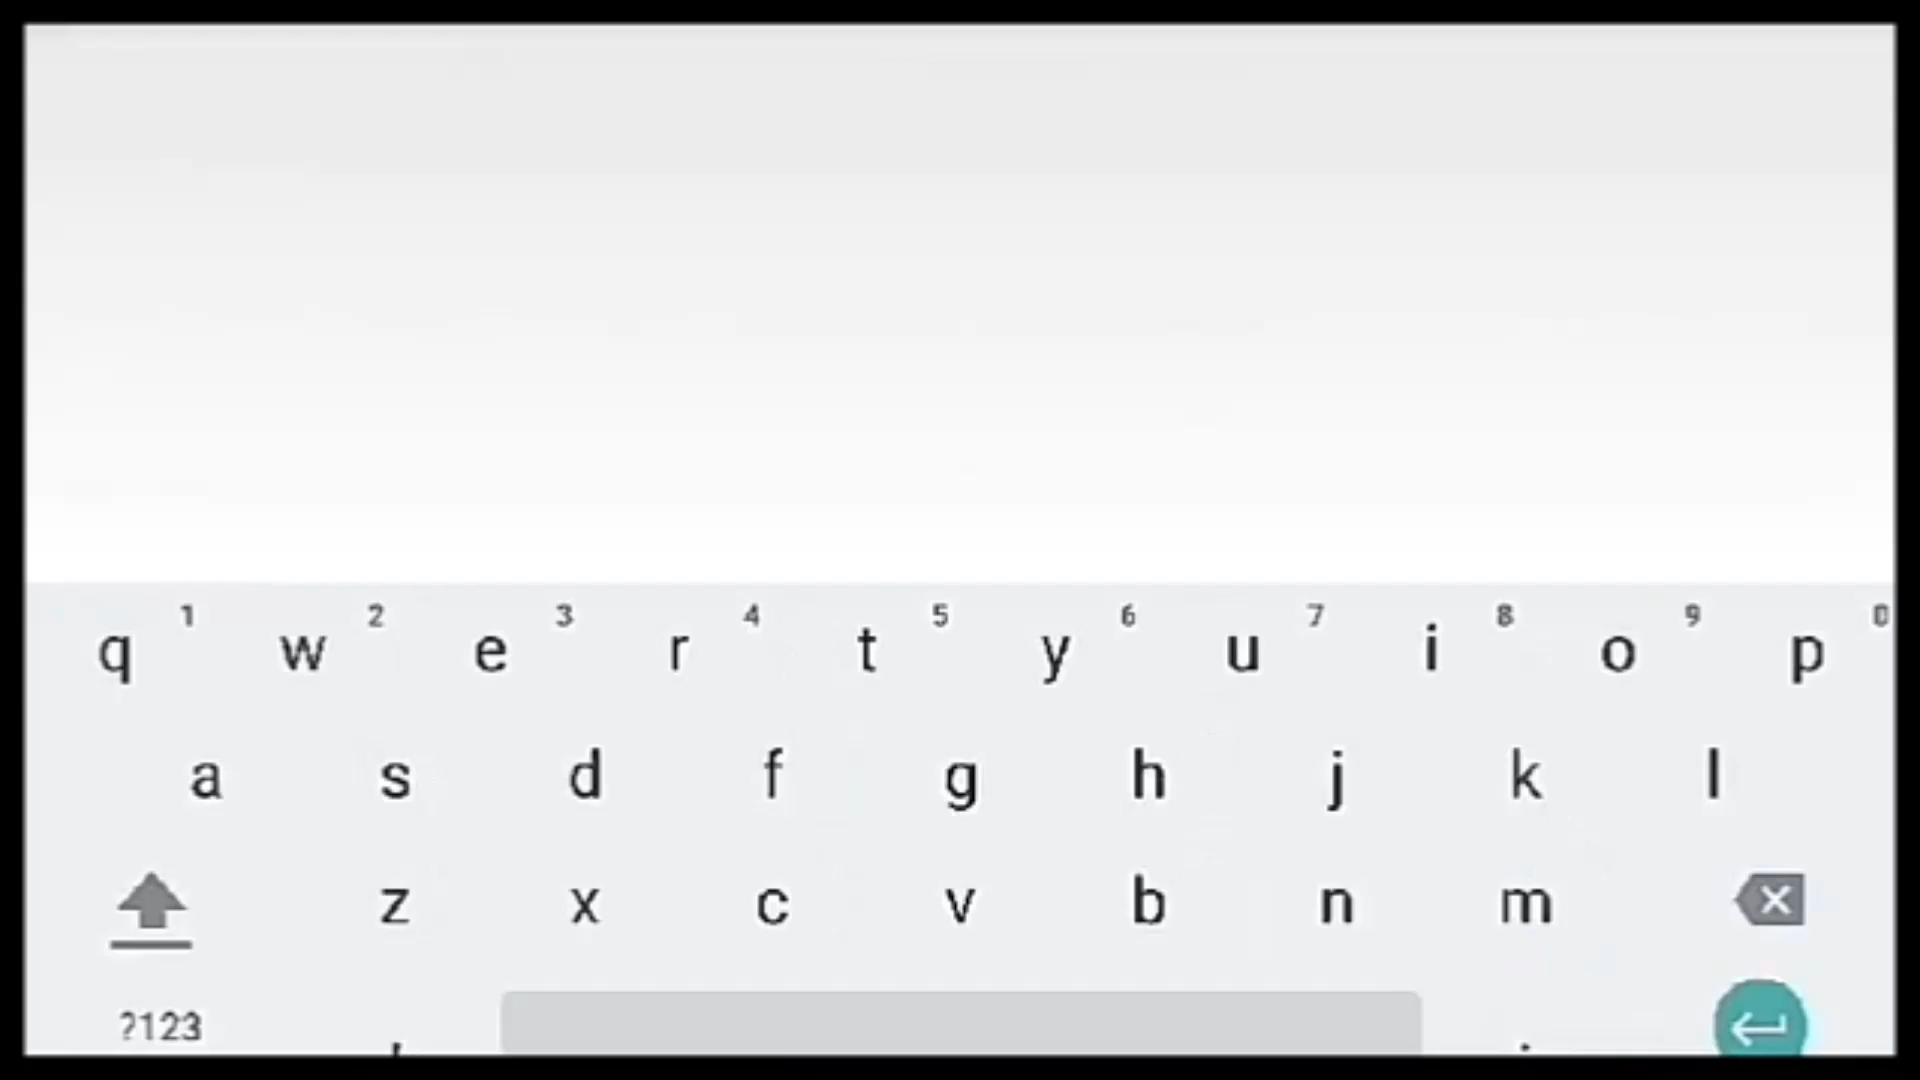 1 2 3 4 5 6 7 8 9 0
q w e r t y u i o p
a s d f g h j k l
z x c v b n m
?123 , .